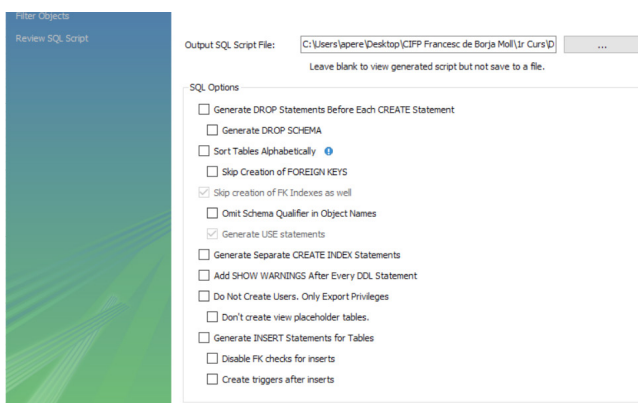 Filter Objects
Review SQL Script
Output SQL Script File: C:\Users\apere\Desktop\CIFP Francesc de Borja Moll\1r Curs\D ...
Leave blank to view generated script but not save to a file.
SQL Options
Generate DROP Statements Before Each CREATE Statement
Generate DROP SCHEMA
Sort Tables Alphabetically
Skip Creation of FOREIGN KEYS
Skip creation of FK Indexes as well
Omit Schema Qualifier in Object Names
Generate USE statements
Generate Separate CREATE INDEX Statements
Add SHOW WARNINGS After Every DDL Statement
Do Not Create Users. Only Export Privileges
Don't create view placeholder tables.
Generate INSERT Statements for Tables
Disable FK checks for inserts
Create triggers after inserts